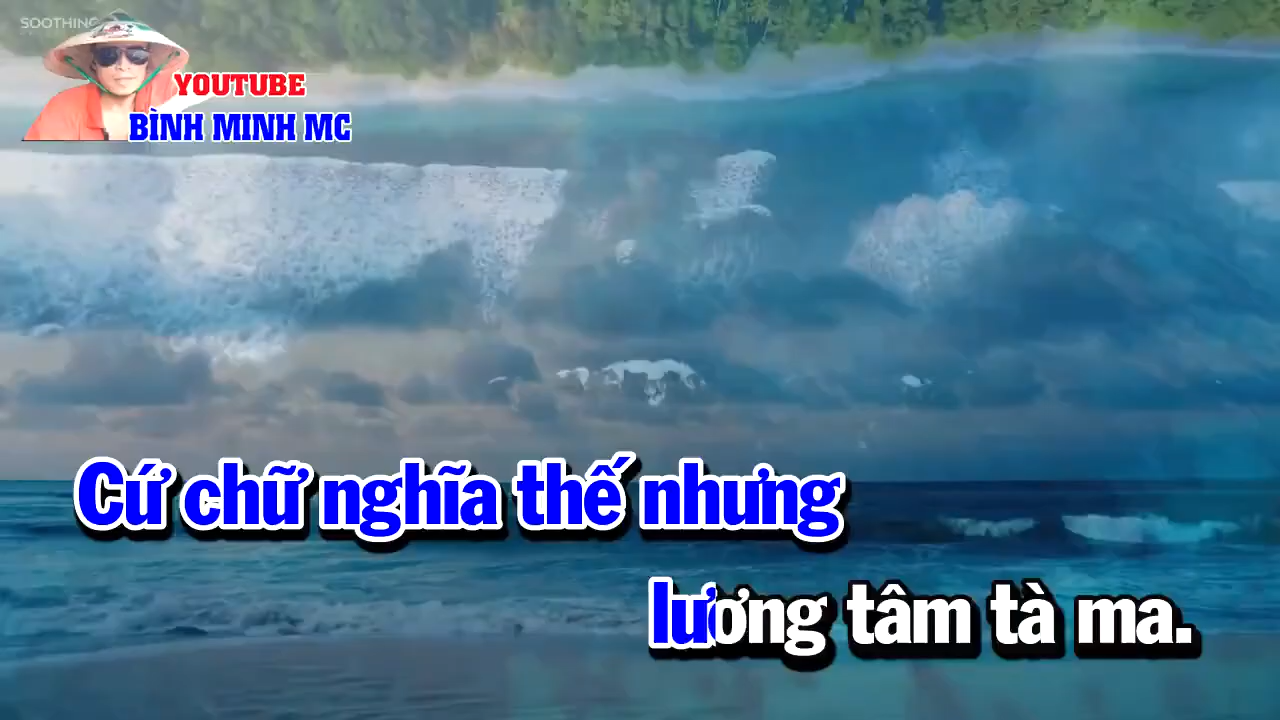 SOOTHING
YOUTUBE
BÌNH MINH MC
Cứ chữ nghĩa thế nhưng
lương tâm tà ma.